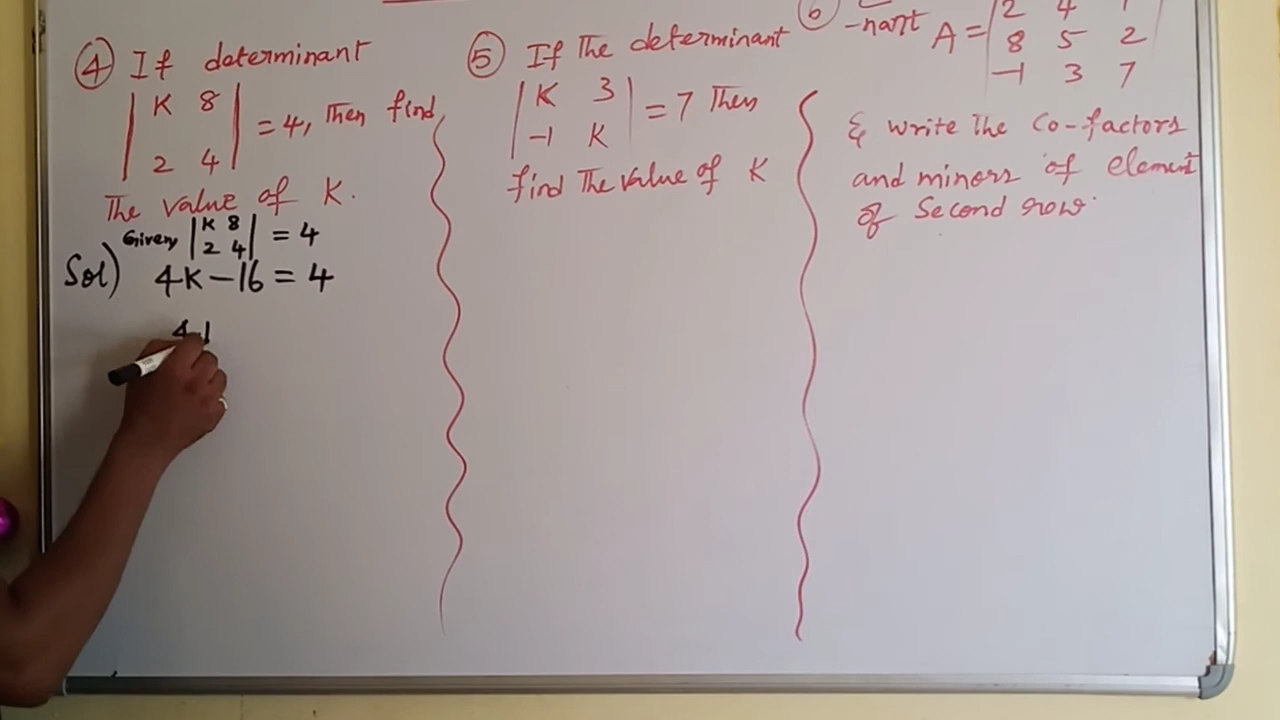 ④ If determinant
| K 8 |
| 2 4 | = 4, Then find
The value of K.
Given | K 8 |
| 2 4 | = 4
Sol) 4K - 16 = 4
4
⑤ If The determinant
| K 3 |
| -1 K | = 7 Then
find The value of K
⑥
-nant A = | 2 4
| 8 5 2 |
| -1 3 7 |
& write The Co-factors
and minors of element
of Second row.